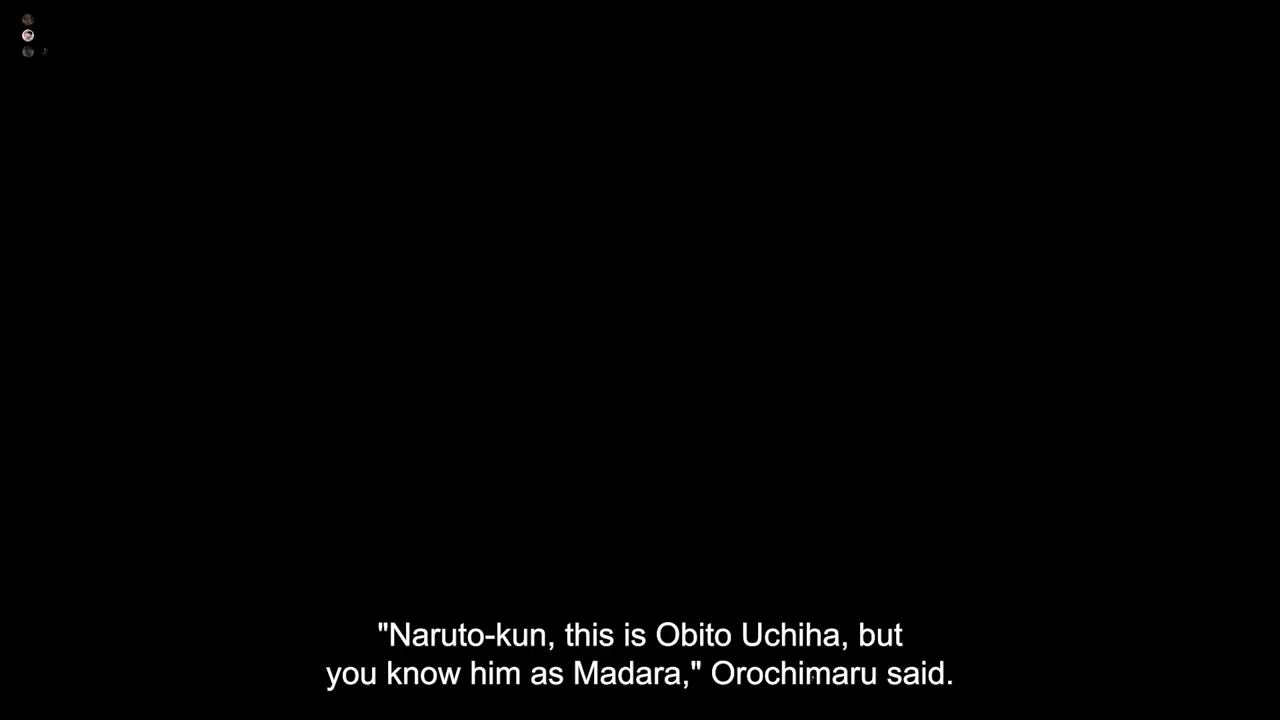 "Naruto-kun, this is Obito Uchiha, but
you know him as Madara," Orochimaru said.